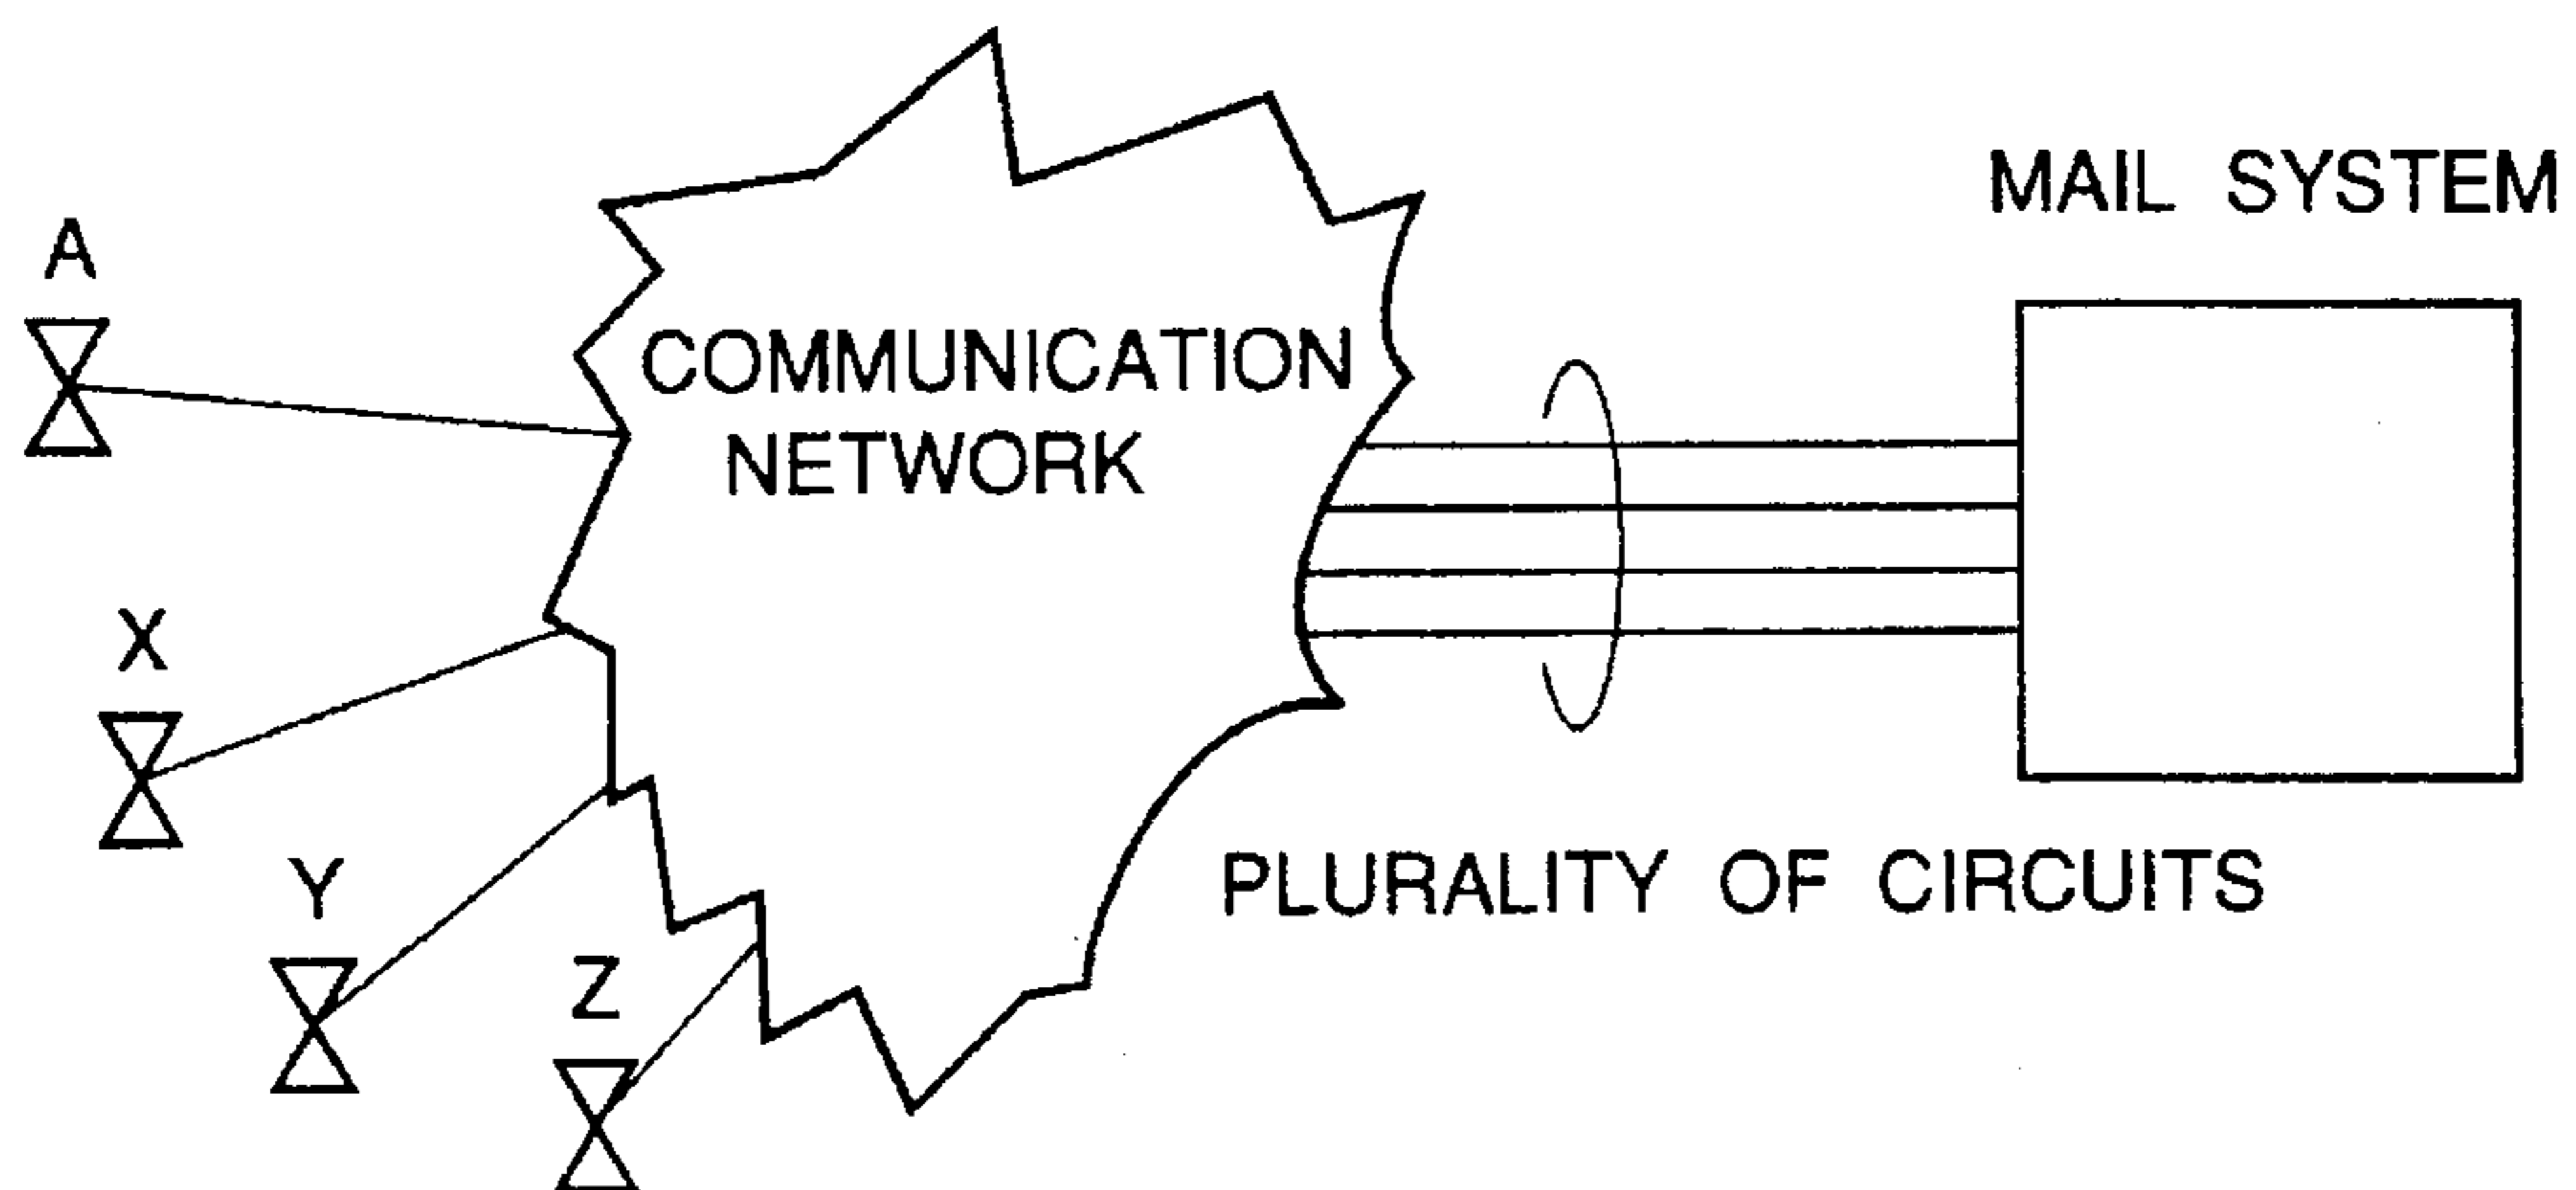 MAIL SYSTEM
A
COMMUNICATION
NETWORK
X
Y
PLURALITY OF CIRCUITS
Z